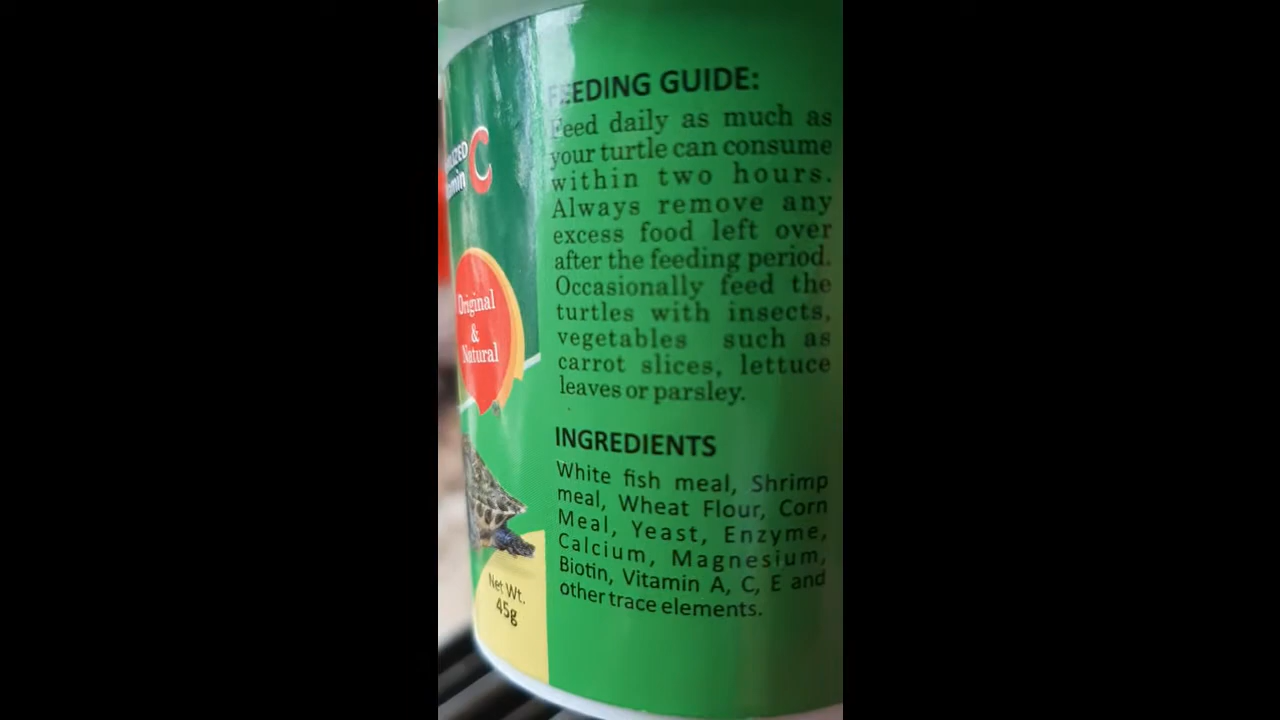 C
Original
&
Natural
Net Wt.
45g
FEEDING GUIDE:
Feed daily as much as
your turtle can consume
within two hours.
Always remove any
excess food left over
after the feeding period.
Occasionally feed the
turtles with insects,
vegetables such as
carrot slices, lettuce
leaves or parsley.
INGREDIENTS
White fish meal, Shrimp
meal, Wheat Flour, Corn
Meal, Yeast, Enzyme,
Calcium, Magnesium,
Biotin, Vitamin A, C, E and
other trace elements.